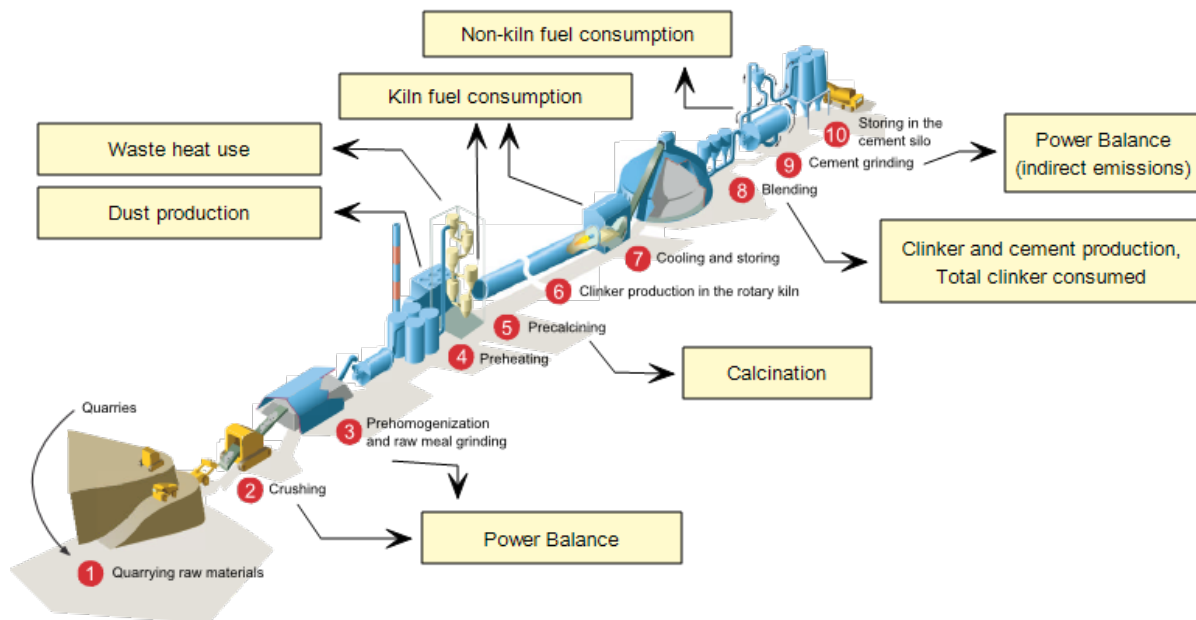 Non-kiln fuel consumption
Kiln fuel consumption
Waste heat use
Dust production
10
Storing in the
cement silo
Power Balance
(indirect emissions)
9
Cement grinding
8
Blending
Clinker and cement production,
Total clinker consumed
7
Cooling and storing
6
Clinker production in the rotary kiln
5
Precalcining
4
Preheating
Calcination
Quarries
3
Prehomogenization
and raw meal grinding
2
Crushing
Power Balance
1
Quarrying raw materials